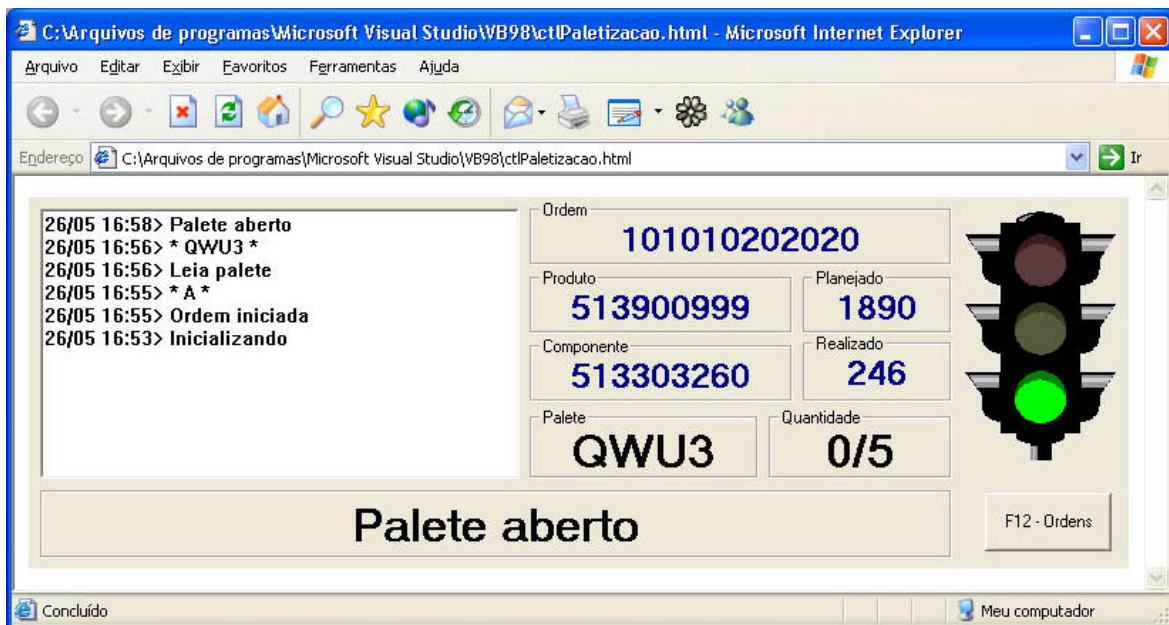 C:\Arquivos de programas\Microsoft Visual Studio\VB98\ctlPaletizacao.html - Microsoft Internet Explorer
Arquivo Editar Exibir Favoritos Ferramentas Ajuda
Endereço C:\Arquivos de programas\Microsoft Visual Studio\VB98\ctlPaletizacao.html Ir
26/05 16:58> Palete aberto
26/05 16:56> * QWU3 *
26/05 16:56> Leia palete
26/05 16:55> * A *
26/05 16:55> Ordem iniciada
26/05 16:53> Inicializando
Ordem
101010202020
Produto
513900999
Planejado
1890
Componente
513303260
Realizado
246
Palete
QWU3
Quantidade
0/5
Palete aberto
F12 - Ordens
Concluído
Meu computador